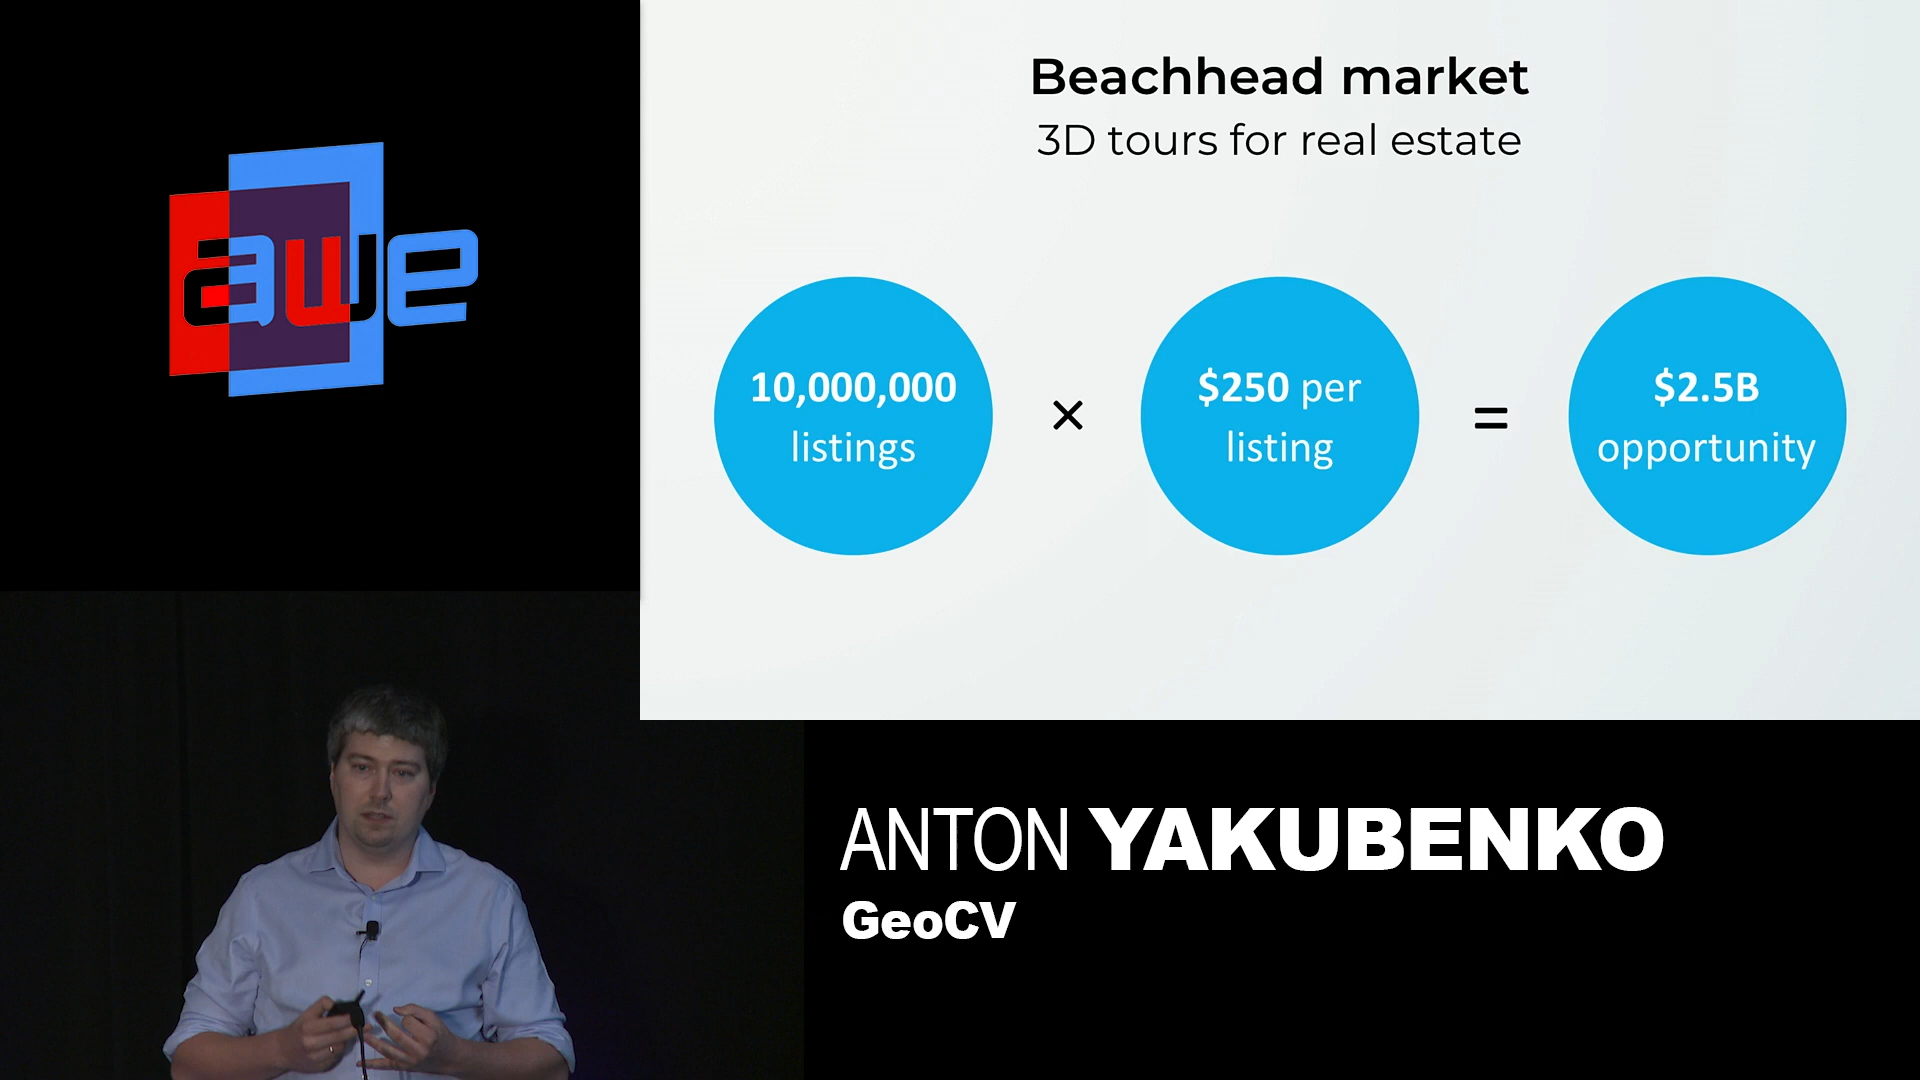 awe
Beachhead market
3D tours for real estate
10,000,000
listings
×
$250 per
listing
=
$2.5B
opportunity
ANTON YAKUBENKO
GeoCV